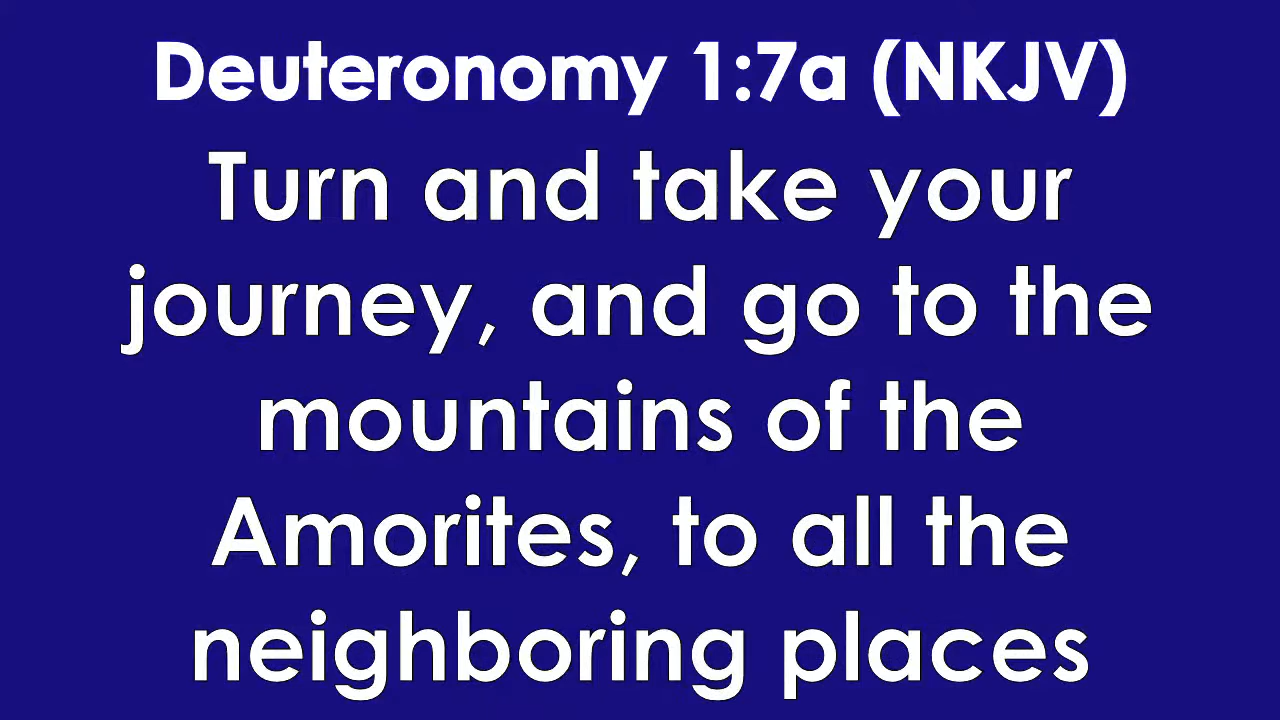 Deuteronomy 1:7a (NKJV)
Turn and take your
journey, and go to the
mountains of the
Amorites, to all the
neighboring places